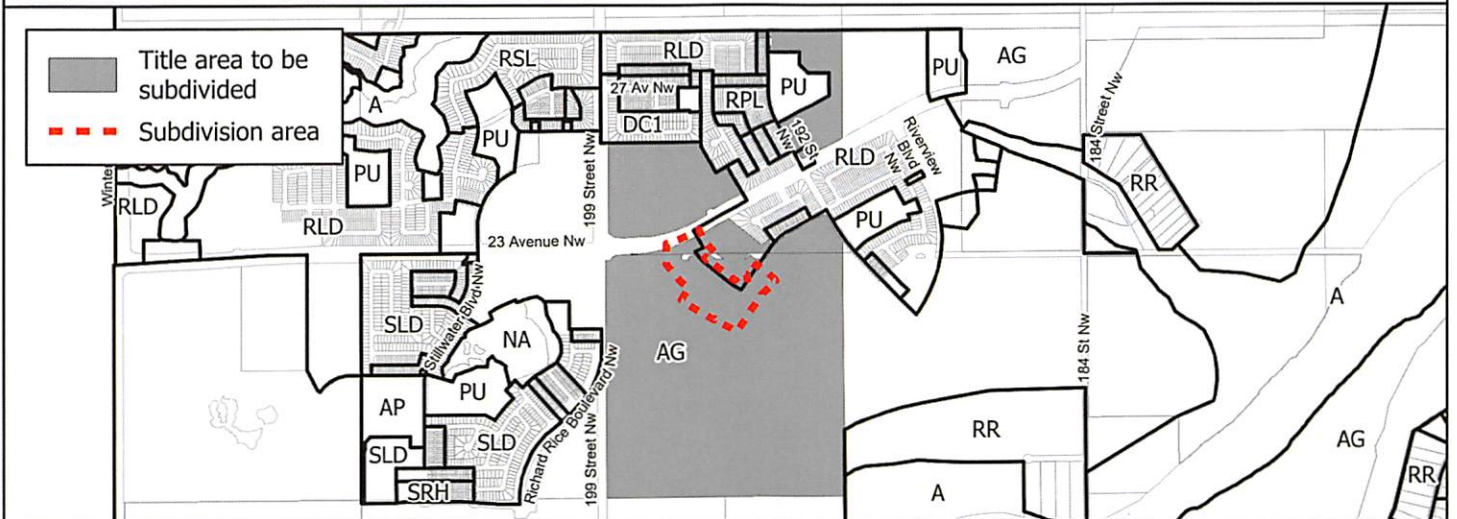 Title area to be
subdivided
Subdivision area
RSL
RLD
PU
AG
A
27 Av Nw
RPL
PU
DC1
PU
192 St
Nw
Riverview
Blvd
Nw
RLD
184 Street Nw
RR
PU
RLD
RLD
199 Street Nw
PU
23 Avenue Nw
SLD
Stillwater Blvd Nw
NA
AG
A
184 St Nw
PU
AP
SLD
SLD
SRH
Richard Rice Boulevard Nw
199 Street Nw
RR
A
AG
RR